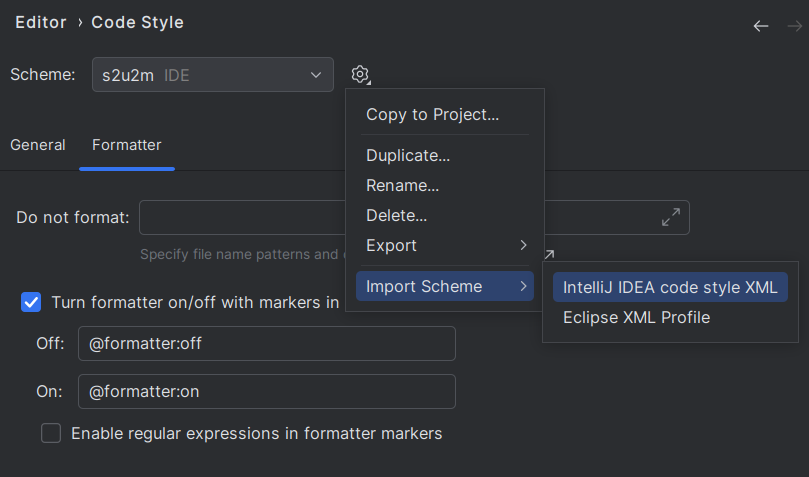 Editor › Code Style
Scheme: s2u2m IDE
Copy to Project...
General Formatter
Duplicate...
Rename...
Do not format:
Delete...
Specify file name patterns and
Export
Import Scheme
IntelliJ IDEA code style XML
Turn formatter on/off with markers in
Eclipse XML Profile
Off: @formatter:off
On: @formatter:on
Enable regular expressions in formatter markers